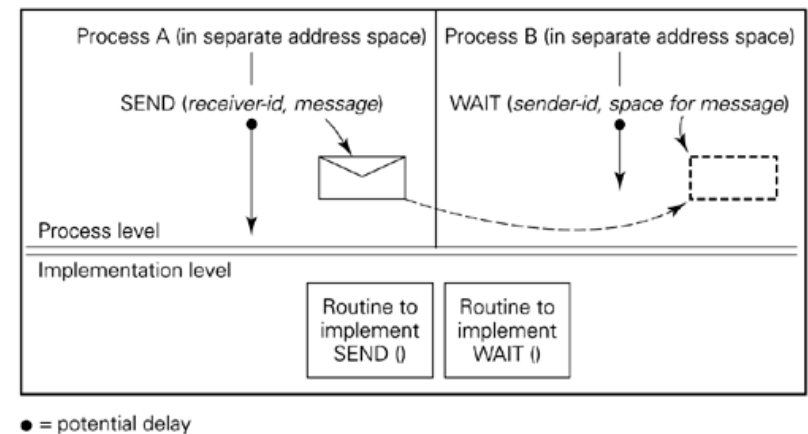 Process A (in separate address space)
SEND (receiver-id, message)
Process level
Process B (in separate address space)
WAIT (sender-id, space for message)
Implementation level
Routine to
implement
SEND ()
Routine to
implement
WAIT ()
● = potential delay